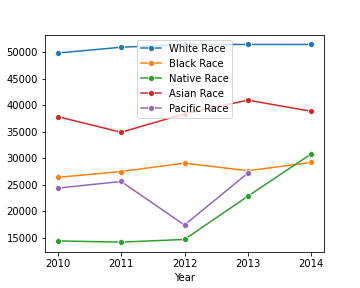 50000
45000
40000
35000
30000
25000
20000
15000
White Race
Black Race
Native Race
Asian Race
Pacific Race
2010 2011 2012 2013 2014
Year